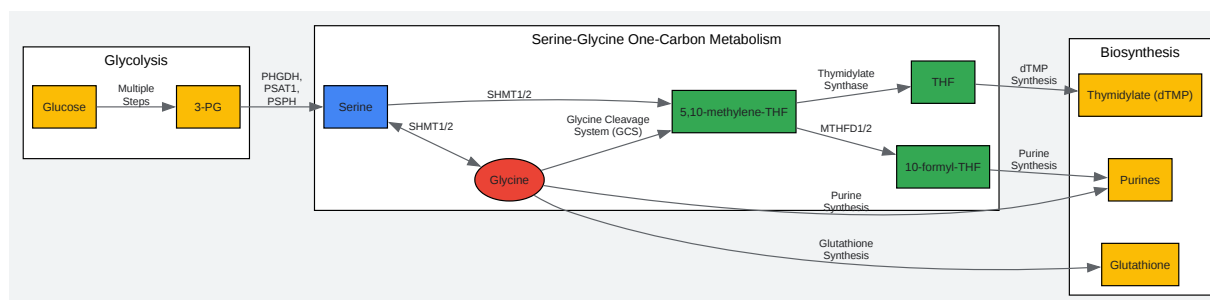 Serine-Glycine One-Carbon Metabolism
Glycolysis
Biosynthesis
Glucose
Multiple
Steps
3-PG
PHGDH,
PSAT1,
PSPH
Serine
SHMT1/2
SHMT1/2
Glycine
Glycine Cleavage
System (GCS)
5,10-methylene-THF
Thymidylate
Synthase
THF
MTHFD1/2
10-formyl-THF
dTMP
Synthesis
Thymidylate (dTMP)
Purine
Synthesis
Purines
Purine
Synthesis
Glutathione
Synthesis
Glutathione